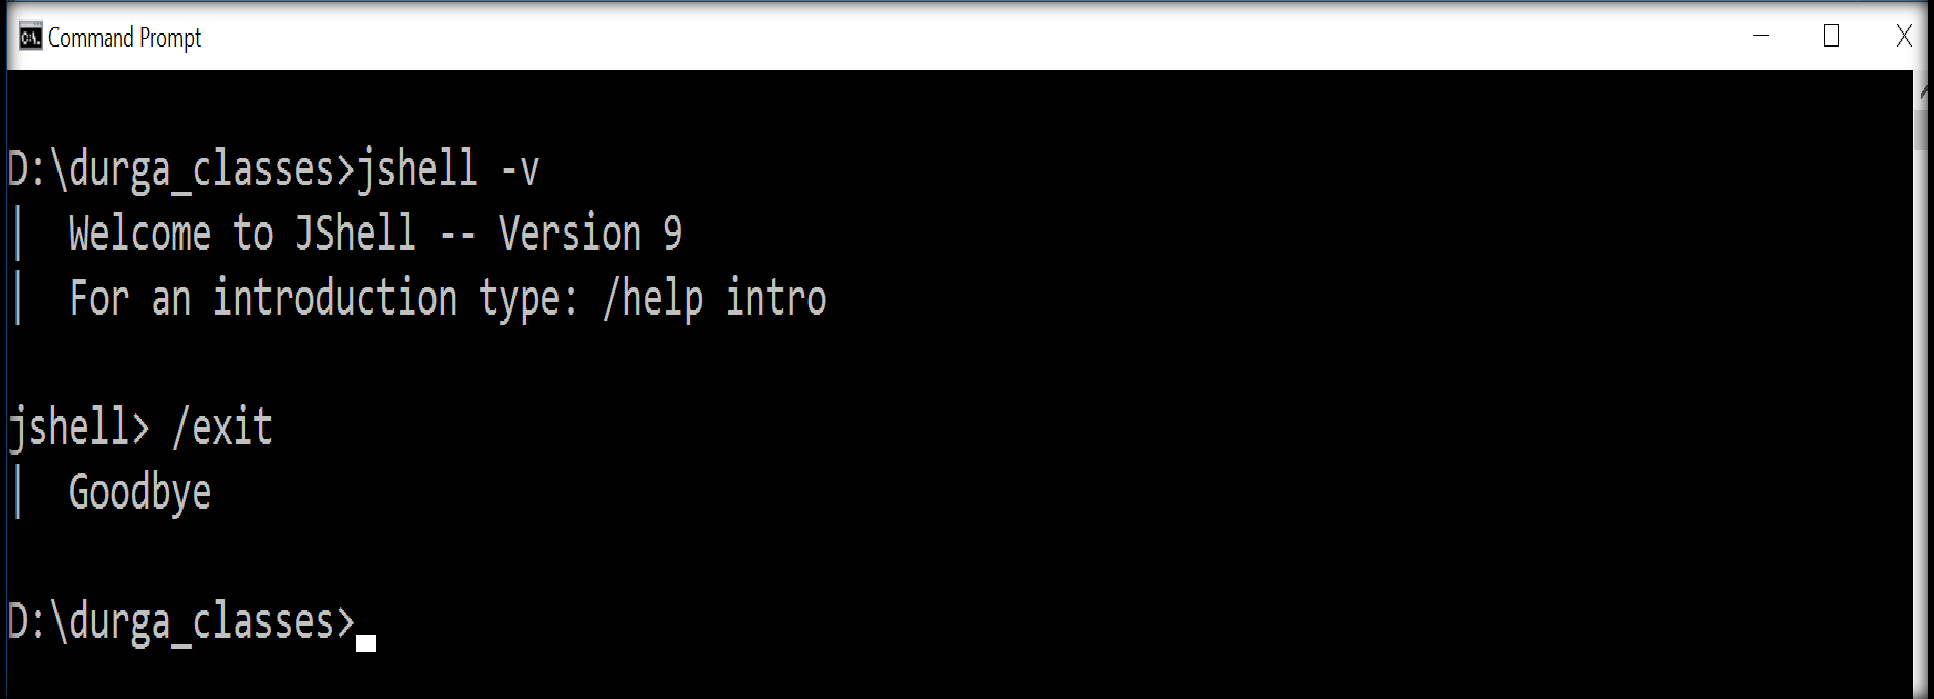 Command Prompt
D:\durga_classes>jshell -v
|  Welcome to JShell -- Version 9
|  For an introduction type: /help intro
jshell> /exit
|  Goodbye
D:\durga_classes>